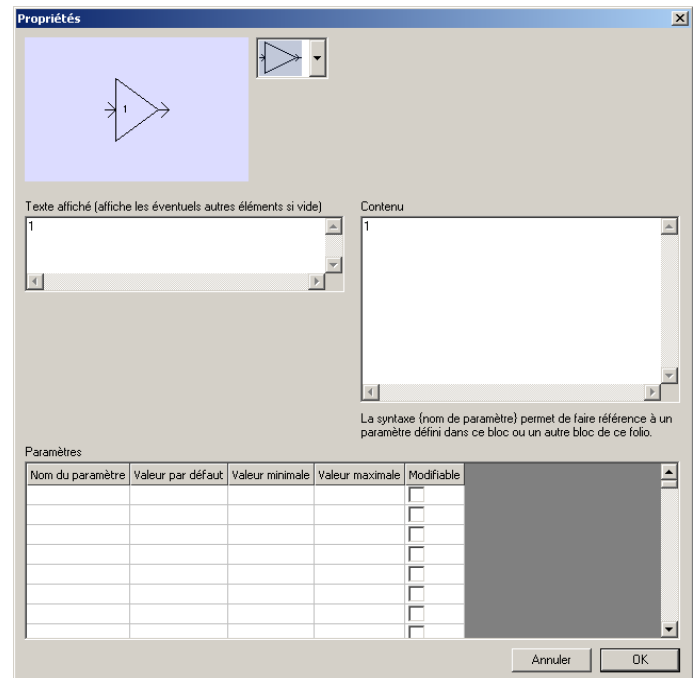 Propriétés
1
Texte affiché (affiche les éventuels autres éléments si vide)
Contenu
1
1
La syntaxe {nom de paramètre} permet de faire référence à un
paramètre défini dans ce bloc ou un autre bloc de ce folio.
Paramètres
Nom du paramètre Valeur par défaut Valeur minimale Valeur maximale Modifiable
Annuler OK